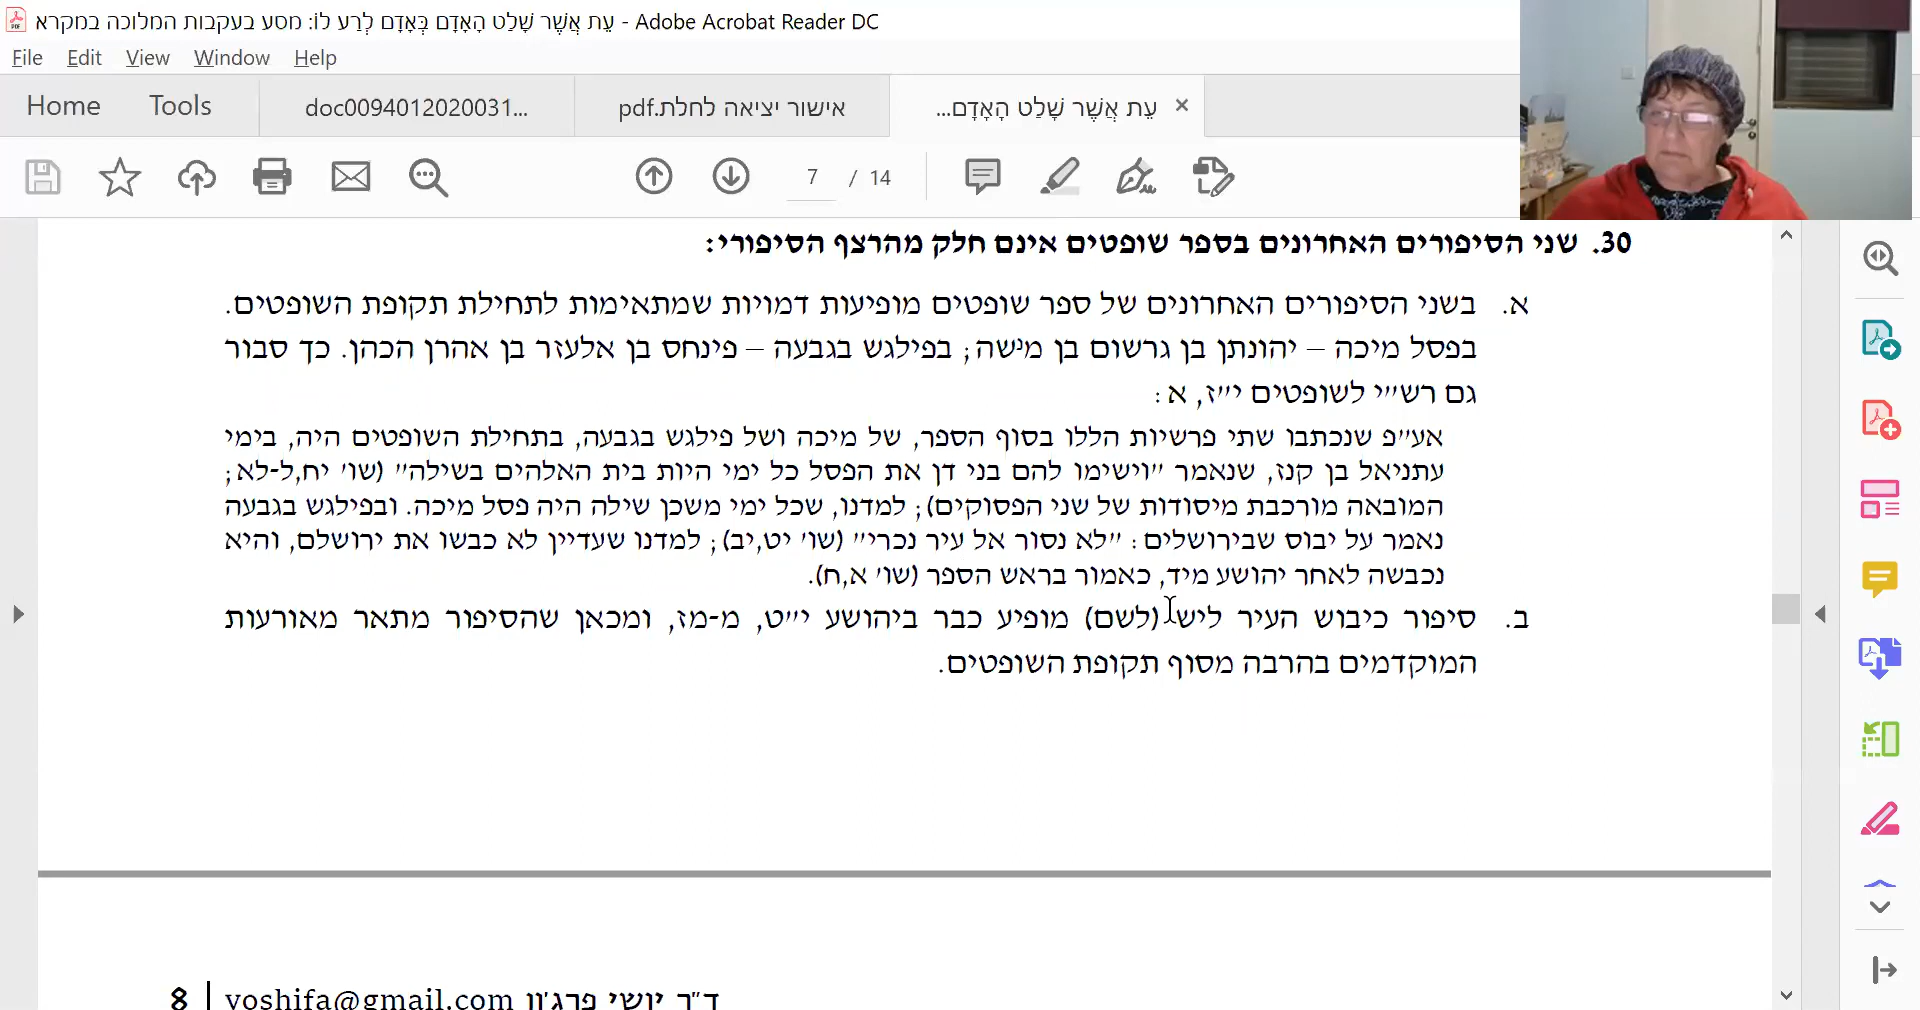 עֵת אֲשֶׁר שָׁלַט הָאָדָם בְּאָדָם לְרַע לוֹ: מסע בעקבות המלוכה במקרא - Adobe Acrobat Reader DC
File Edit View Window Help
Home Tools doc0094012020031... אישור יציאה לחלת.pdf עֵת אֲשֶׁר שָׁלַט הָאָדָם...
7 / 14
30. שני הסיפורים האחרונים בספר שופטים אינם חלק מהרצף הסיפורי:
א. בשני הסיפורים האחרונים של ספר שופטים מופיעות דמויות שמתאימות לתחילת תקופת השופטים.
בפסל מיכה – יהונתן בן גרשום בן מנשה; בפילגש בגבעה – פינחס בן אלעזר בן אהרן הכהן. כך סבור
גם רש"י לשופטים י"ז, א:
אע"פ שנכתבו שתי פרשיות הללו בסוף הספר, של מיכה ושל פילגש בגבעה, בתחילת השופטים היה, בימי
עתניאל בן קנז, שנאמר "וישימו להם בני דן את הפסל כל ימי היות בית האלהים בשילה" (שו' יח,ל-לא;
המובאה מורכבת מיסודות של שני הפסוקים); למדנו, שכל ימי משכן שילה היה פסל מיכה. ובפילגש בגבעה
נאמר על יבוס שבירושלים: "לא נסור אל עיר נכרי" (שו' יט,יב); למדנו שעדיין לא כבשו את ירושלם, והיא
נכבשה לאחר יהושע מיד, כאמור בראש הספר (שו' א,ח).
ב. סיפור כיבוש העיר ליש (לשם) מופיע כבר ביהושע י"ט, מ-מז, ומכאן שהסיפור מתאר מאורעות
המוקדמים בהרבה מסוף תקופת השופטים.
8 | yoshifa@gmail.com ד"ר יושי פרג'ון